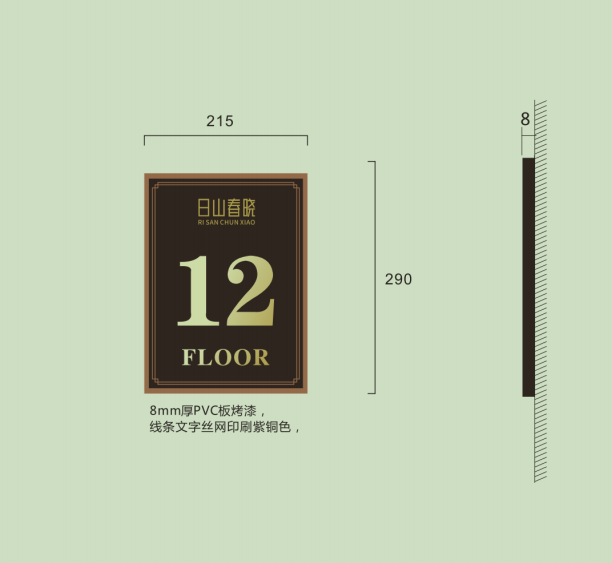 215
8
日山春晓
RI SAN CHUN XIAO
12
290
FLOOR
8mm厚PVC板烤漆，
线条文字丝网印刷紫铜色，